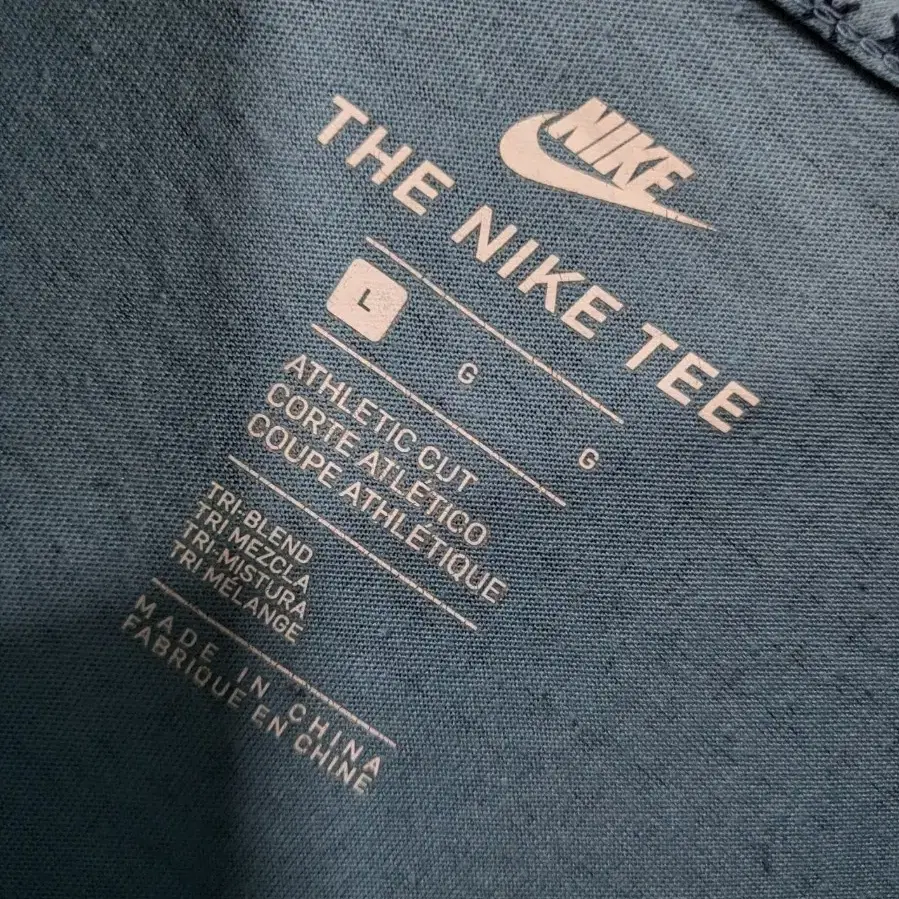 NIKE
THE NIKE TEE
L G G
ATHLETIC CUT
CORTE ATLÉTICO
COUPE ATHLÉTIQUE
TRI-BLEND
TRI MEZCLA
TRI-MISTURA
TRI MÉLANGE
MADE IN CHINA
FABRIQUE EN CHINE